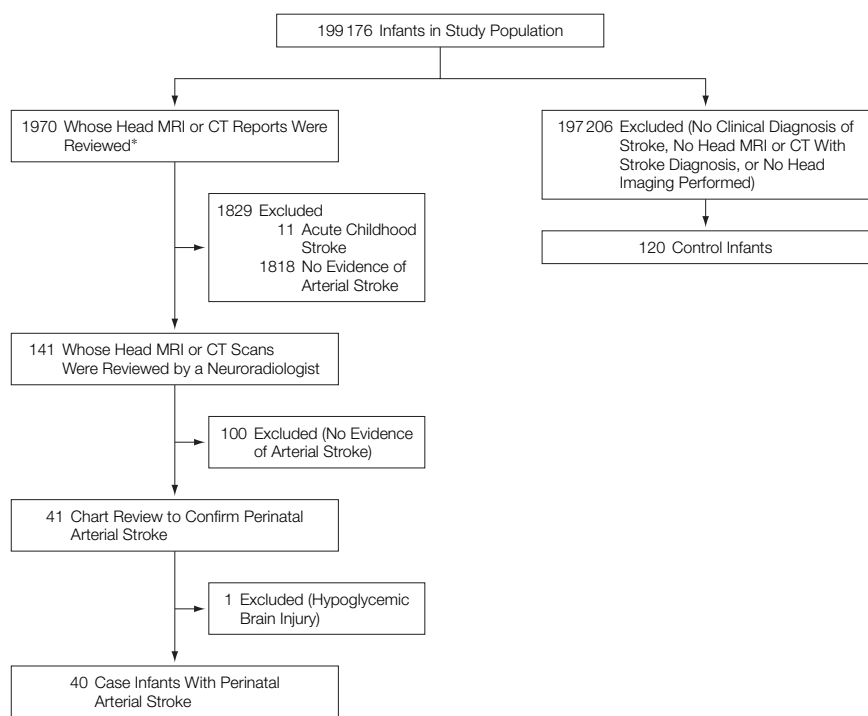 199 176 Infants in Study Population
1970 Whose Head MRI or CT Reports Were
Reviewed*
197 206 Excluded (No Clinical Diagnosis of
Stroke, No Head MRI or CT With
Stroke Diagnosis, or No Head
Imaging Performed)
1829 Excluded
11 Acute Childhood
Stroke
1818 No Evidence of
Arterial Stroke
120 Control Infants
141 Whose Head MRI or CT Scans
Were Reviewed by a Neuroradiologist
100 Excluded (No Evidence
of Arterial Stroke)
41 Chart Review to Confirm Perinatal
Arterial Stroke
1 Excluded (Hypoglycemic
Brain Injury)
40 Case Infants With Perinatal
Arterial Stroke